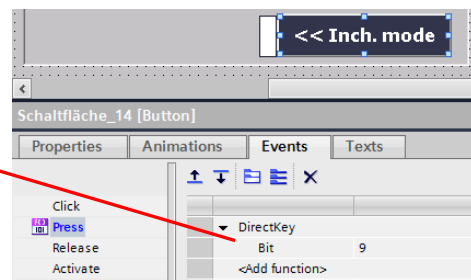 << Inch. mode
Schaltfläche_14 [Button]
Properties Animations Events Texts
Click
Press
Release
Activate
DirectKey
Bit 9
<Add function>